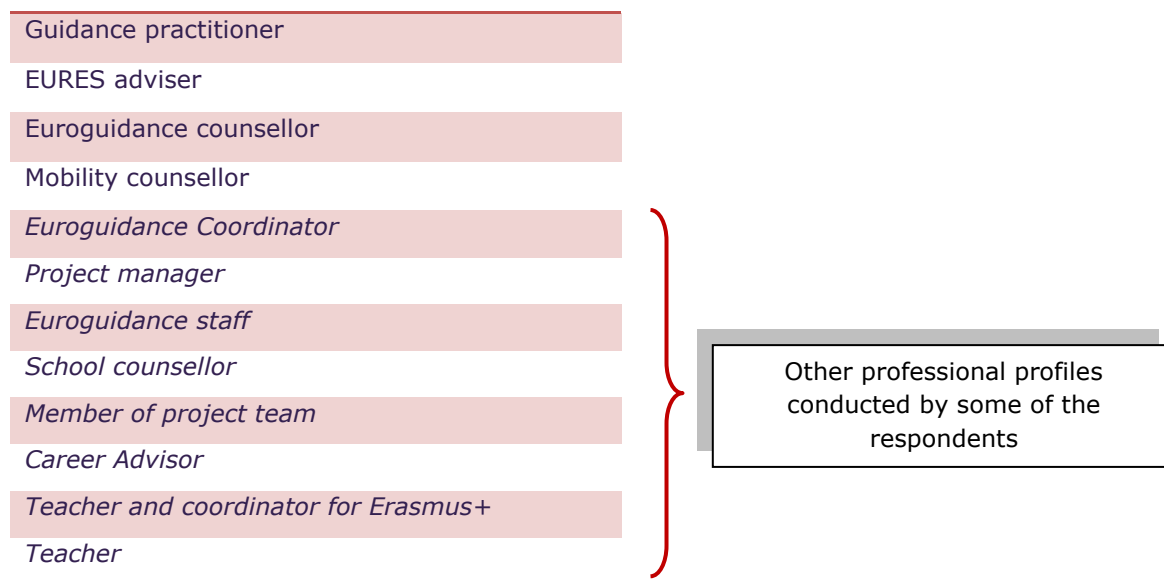 Guidance practitioner
EURES adviser
Euroguidance counsellor
Mobility counsellor
Euroguidance Coordinator
Project manager
Euroguidance staff
School counsellor
Member of project team
Career Advisor
Teacher and coordinator for Erasmus+
Teacher
Other professional profiles
conducted by some of the
respondents